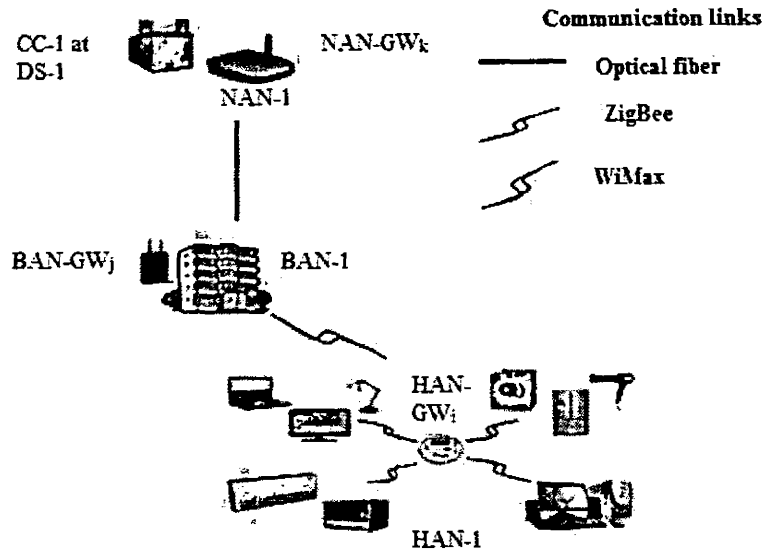 Communication links
Optical fiber
ZigBee
WiMax
CC-1 at
DS-1
NAN-GWk
NAN-1
BAN-GWj
BAN-1
HAN-
GWi
HAN-1